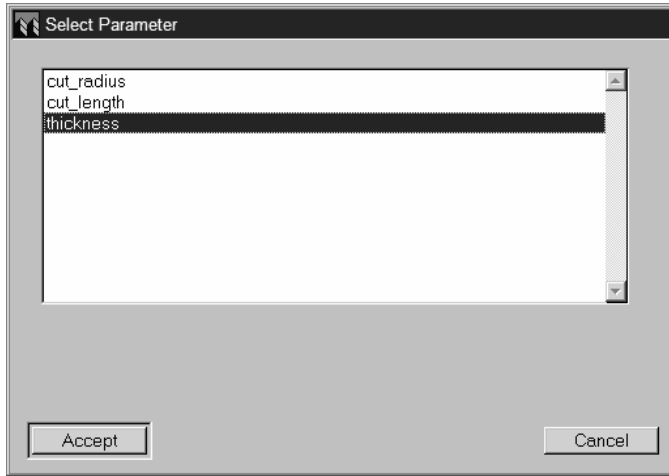 Select Parameter
cut_radius
cut_length
thickness
Accept
Cancel